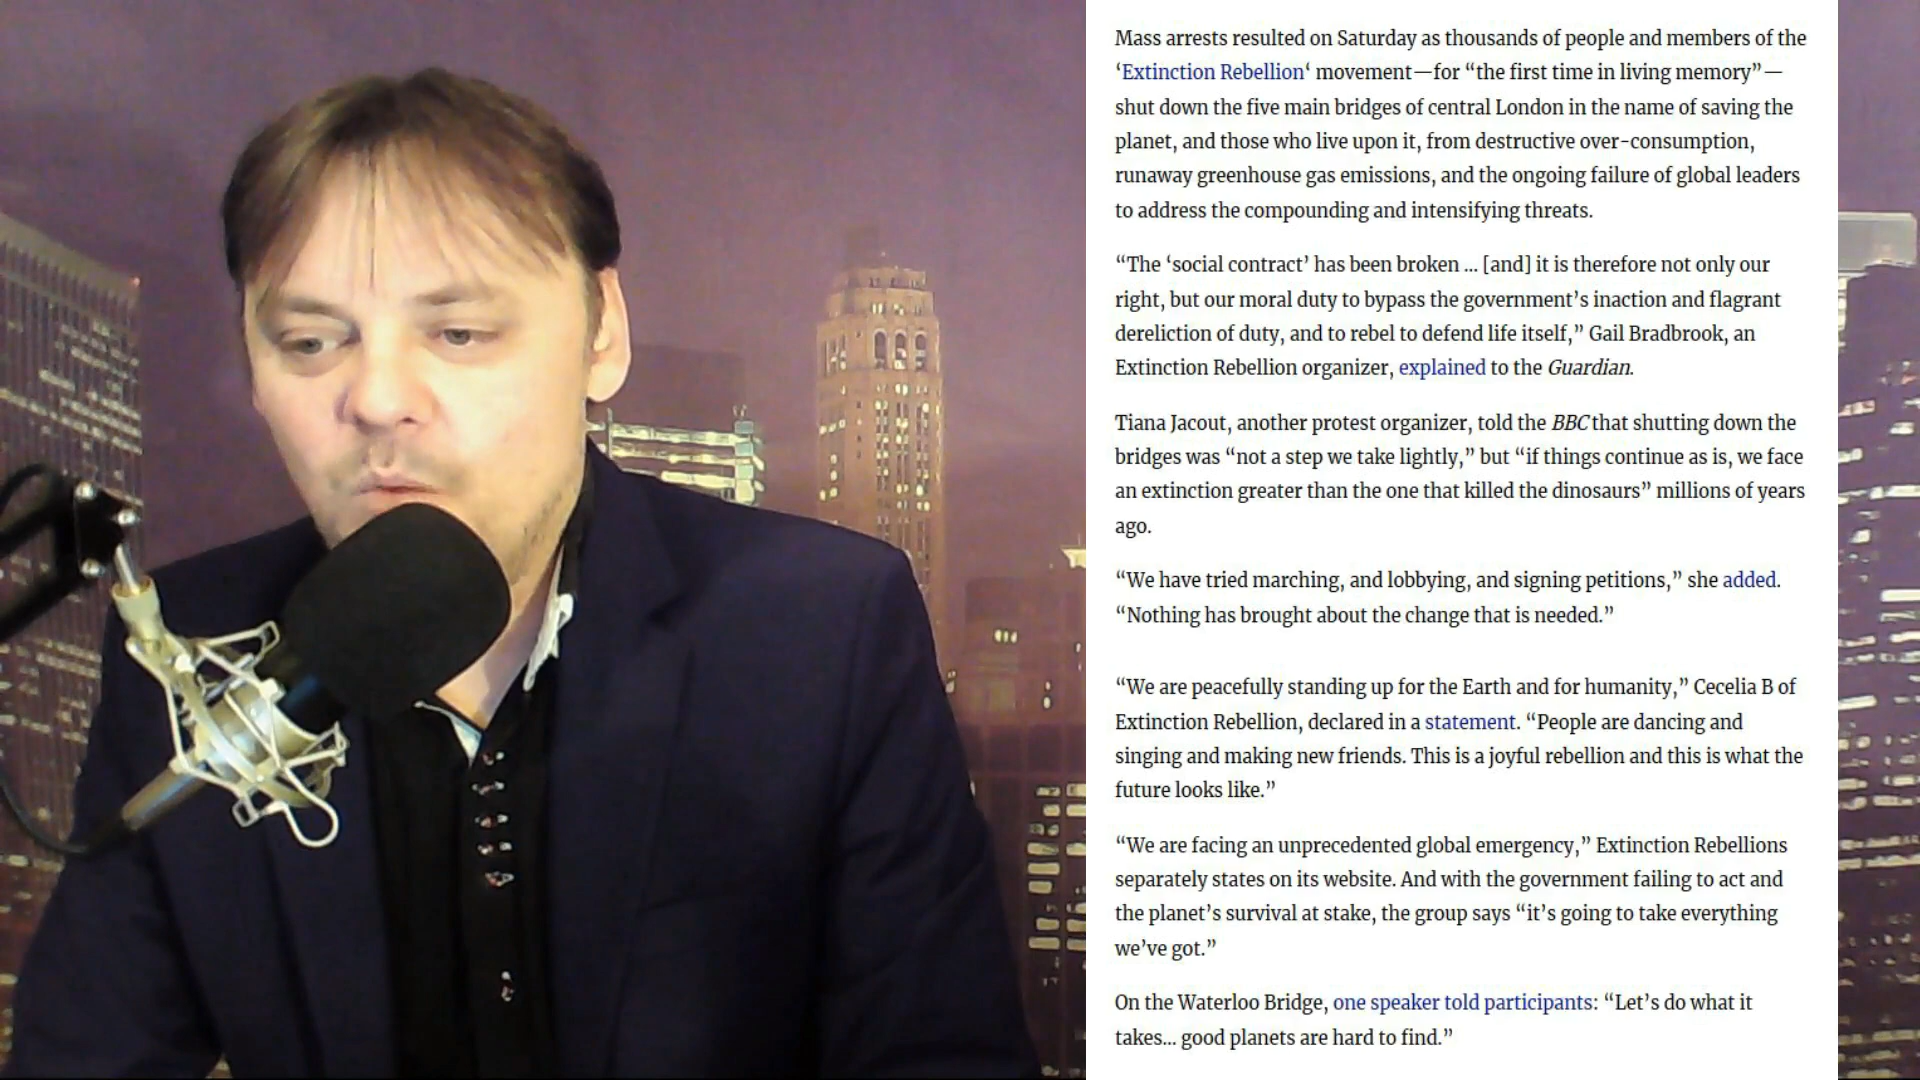 Mass arrests resulted on Saturday as thousands of people and members of the
‘Extinction Rebellion‘ movement—for “the first time in living memory”—
shut down the five main bridges of central London in the name of saving the
planet, and those who live upon it, from destructive over-consumption,
runaway greenhouse gas emissions, and the ongoing failure of global leaders
to address the compounding and intensifying threats.
“The ‘social contract’ has been broken ... [and] it is therefore not only our
right, but our moral duty to bypass the government’s inaction and flagrant
dereliction of duty, and to rebel to defend life itself,” Gail Bradbrook, an
Extinction Rebellion organizer, explained to the Guardian.
Tiana Jacout, another protest organizer, told the BBC that shutting down the
bridges was “not a step we take lightly,” but “if things continue as is, we face
an extinction greater than the one that killed the dinosaurs” millions of years
ago.
“We have tried marching, and lobbying, and signing petitions,” she added.
“Nothing has brought about the change that is needed.”
“We are peacefully standing up for the Earth and for humanity,” Cecelia B of
Extinction Rebellion, declared in a statement. “People are dancing and
singing and making new friends. This is a joyful rebellion and this is what the
future looks like.”
“We are facing an unprecedented global emergency,” Extinction Rebellions
separately states on its website. And with the government failing to act and
the planet’s survival at stake, the group says “it’s going to take everything
we’ve got.”
On the Waterloo Bridge, one speaker told participants: “Let’s do what it
takes... good planets are hard to find.”